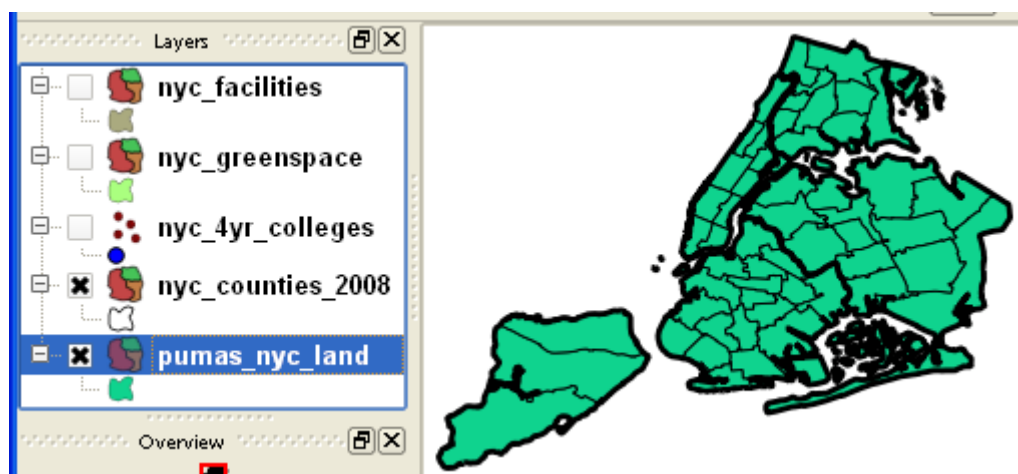 Layers
nyc_facilities
nyc_greenspace
nyc_4yr_colleges
nyc_counties_2008
pumas_nyc_land
Overview